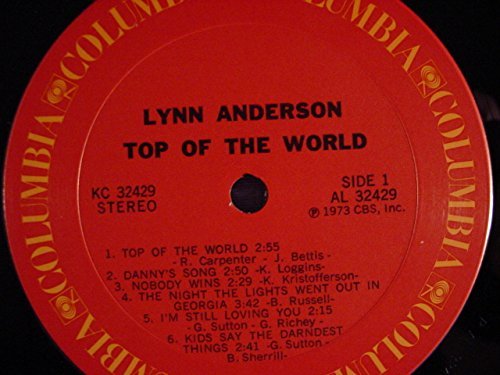 COLUMBIA COLUMBIA COLUMBIA COLUMBIA
LYNN ANDERSON
TOP OF THE WORLD
KC 32429
STEREO
SIDE 1
AL 32429
℗ 1973 CBS, Inc.
1. TOP OF THE WORLD 2:55
- R. Carpenter - J. Bettis -
2. DANNY'S SONG 2:50 -K. Loggins-
3. NOBODY WINS 2:29 -K. Kristofferson-
4. THE NIGHT THE LIGHTS WENT OUT IN
GEORGIA 3:42 -B. Russell-
5. I'M STILL LOVING YOU 2:15
- G. Sutton - G. Richey -
6. KIDS SAY THE DARNDEST
THINGS 2:41 -G. Sutton -
B. Sherrill-